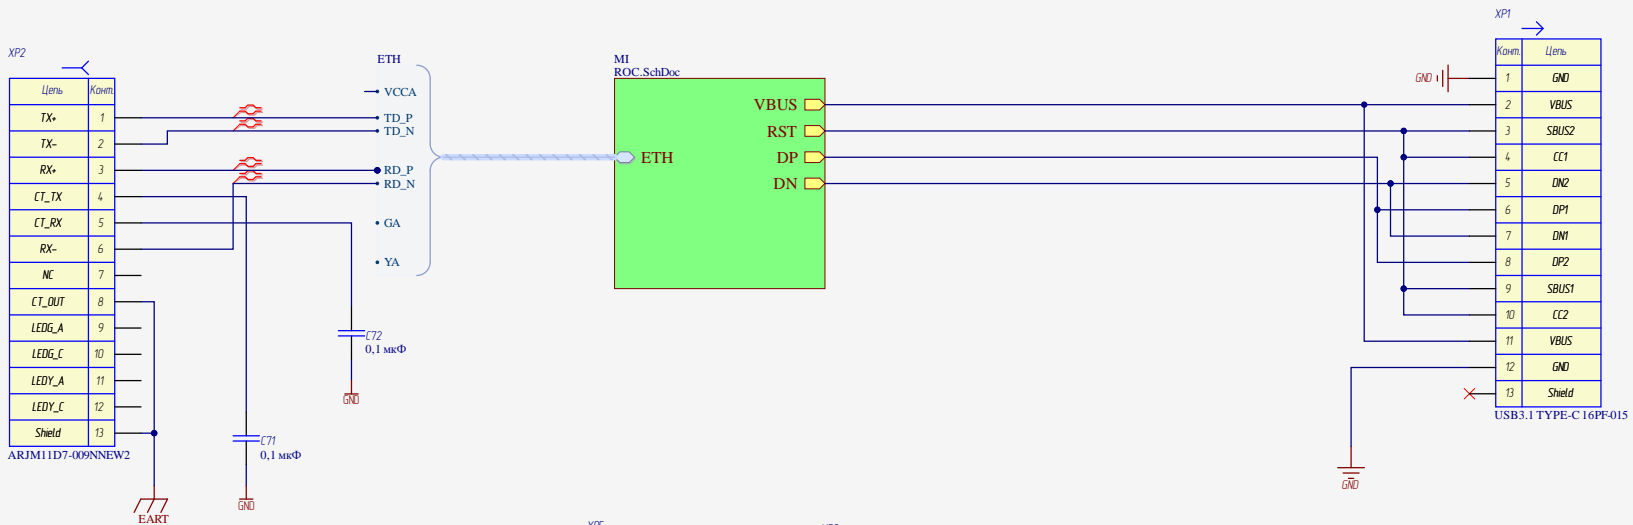 XP2
Цепь Конт.
TX+ 1
TX- 2
RX+ 3
CT_TX 4
CT_RX 5
RX- 6
NC 7
CT_OUT 8
LEDG_A 9
LEDG_C 10
LEDY_A 11
LEDY_C 12
Shield 13
ARJM11D7-009NNEW2
EART
C71
0,1 мкФ
GND
C72
0,1 мкФ
GND
ETH
VCCA
TD_P
TD_N
RD_P
RD_N
GA
YA
MI
ROC.SchDoc
ETH
VBUS
RST
DP
DN
XP1
Конт. Цепь
1 GND
2 VBUS
3 SBUS2
4 CC1
5 DN2
6 DP1
7 DN1
8 DP2
9 SBUS1
10 CC2
11 VBUS
12 GND
13 Shield
USB3.1 TYPE-C 16PF-015
GND
GND